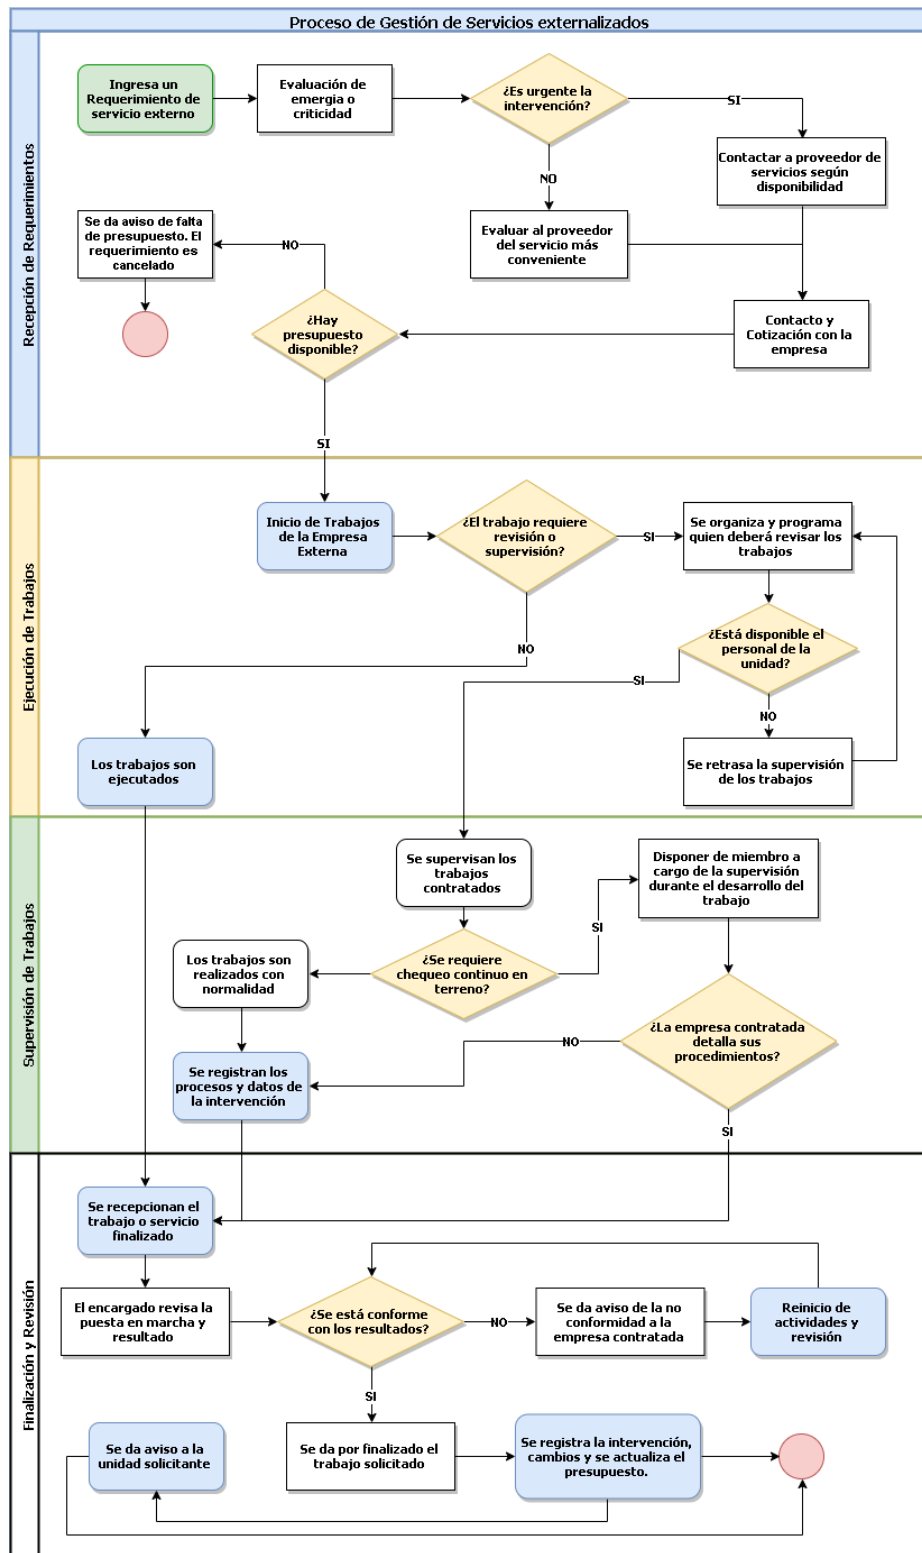 Proceso de Gestión de Servicios externalizados
Recepción de Requerimientos
Ingresa un
Requerimiento de
servicio externo
Evaluación de
emergia o
criticidad
¿Es urgente la
intervención?
SI
NO
Contactar a proveedor de
servicios según
disponibilidad
Evaluar al proveedor
del servicio más
conveniente
Se da aviso de falta
de presupuesto. El
requerimiento es
cancelado
NO
¿Hay
presupuesto
disponible?
Contacto y
Cotización con la
empresa
SI
Ejecución de Trabajos
Inicio de Trabajos
de la Empresa
Externa
¿El trabajo requiere
revisión o
supervisión?
SI
Se organiza y programa
quien deberá revisar los
trabajos
NO
¿Está disponible el
personal de la
unidad?
SI
NO
Los trabajos son
ejecutados
Se retrasa la supervisión
de los trabajos
Supervisión de Trabajos
Se supervisan los
trabajos contratados
Disponer de miembro a
cargo de la supervisión
durante el desarrollo del
trabajo
SI
Los trabajos son
realizados con
normalidad
¿Se requiere
chequeo continuo en
terreno?
¿La empresa contratada
detalla sus
procedimientos?
NO
Se registran los
procesos y datos de
la intervención
SI
Finalización y Revisión
Se recepcionan el
trabajo o servicio
finalizado
El encargado revisa la
puesta en marcha y
resultado
¿Se está conforme
con los resultados?
NO
Se da aviso de la no
conformidad a la
empresa contratada
Reinicio de
actividades y
revisión
SI
Se da aviso a la
unidad solicitante
Se da por finalizado el
trabajo solicitado
Se registra la intervención,
cambios y se actualiza el
presupuesto.